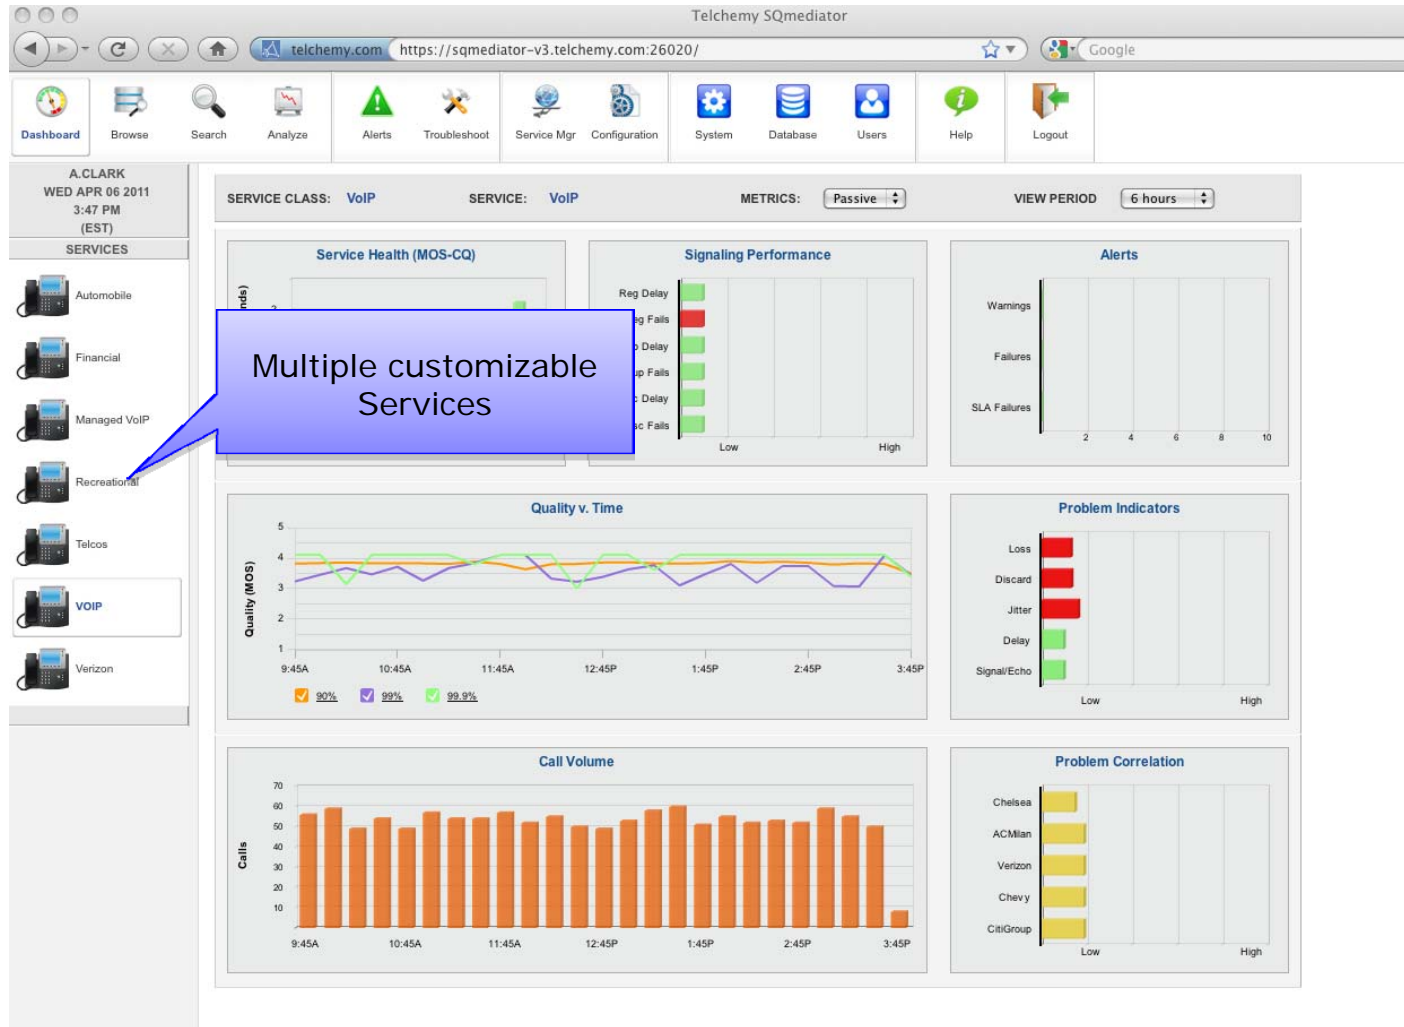 Telchemy SQmediator
telchemy.com https://sqmediator-v3.telchemy.com:26020/ Google
Dashboard Browse Search Analyze Alerts Troubleshoot Service Mgr Configuration System Database Users Help Logout
A.CLARK
WED APR 06 2011
3:47 PM
(EST)
SERVICES
Automobile
Financial
Managed VoIP
Recreational
Telcos
VOIP
Verizon
SERVICE CLASS: VoIP SERVICE: VoIP METRICS: Passive VIEW PERIOD 6 hours
Service Health (MOS-CQ)
Multiple customizable
Services
Signaling Performance
Reg Delay
Fails
Delay
Fails
Delay
Fails
Low High
Alerts
Warnings
Failures
SLA Failures
2 4 6 8 10
Quality v. Time
Quality (MOS)
5
4
3
2
1
9:45A 10:45A 11:45A 12:45P 1:45P 2:45P 3:45P
90% 99% 99.9%
Problem Indicators
Loss
Discard
Jitter
Delay
Signal/Echo
Low High
Call Volume
Calls
70
60
50
40
30
20
10
9:45A 10:45A 11:45A 12:45P 1:45P 2:45P 3:45P
Problem Correlation
Chelsea
ACMilan
Verizon
Chevy
CitiGroup
Low High